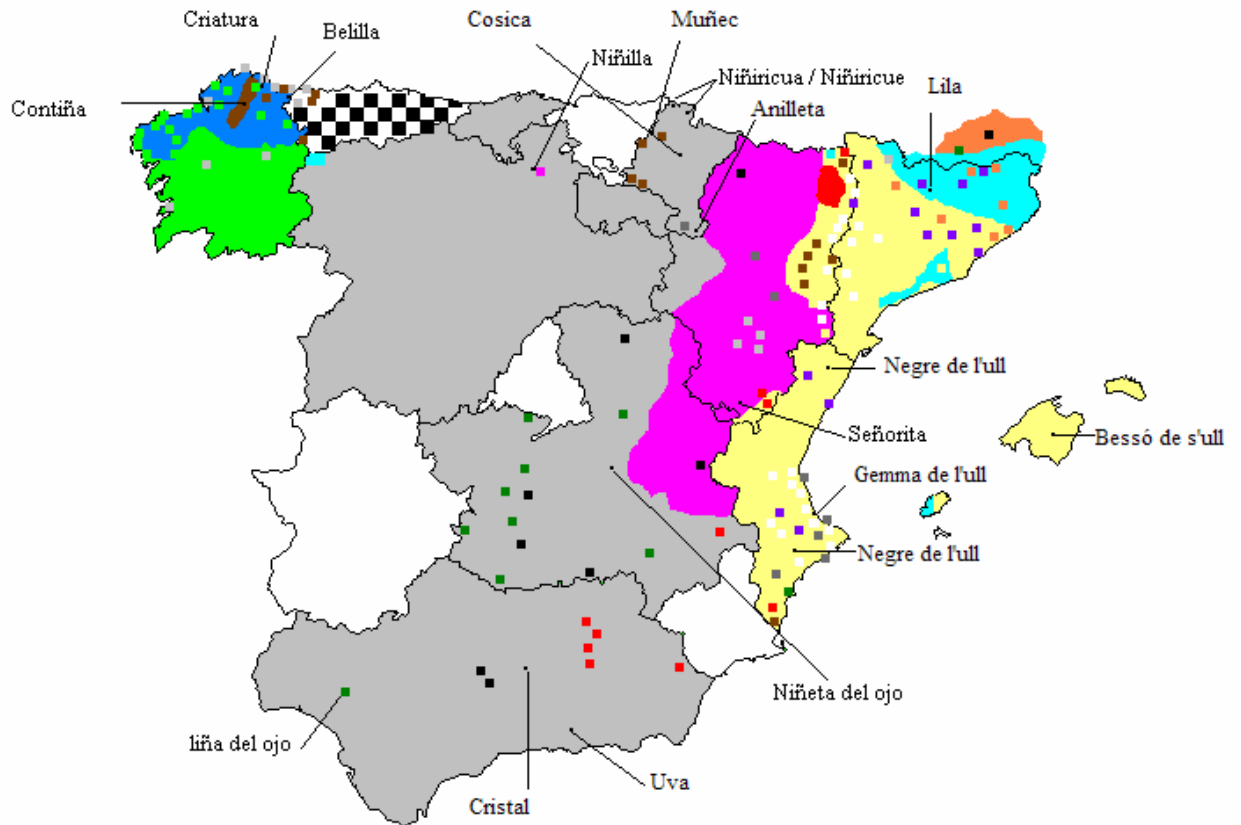 Criatura
Cosica
Muñec
Belilla
Niñilla
Niñiricua / Niñiricue
Lila
Contiña
Anilleta
Negre de l'ull
Señorita
Bessó de s'ull
Gemma de l'ull
Negre de l'ull
Niñeta del ojo
liña del ojo
Uva
Cristal